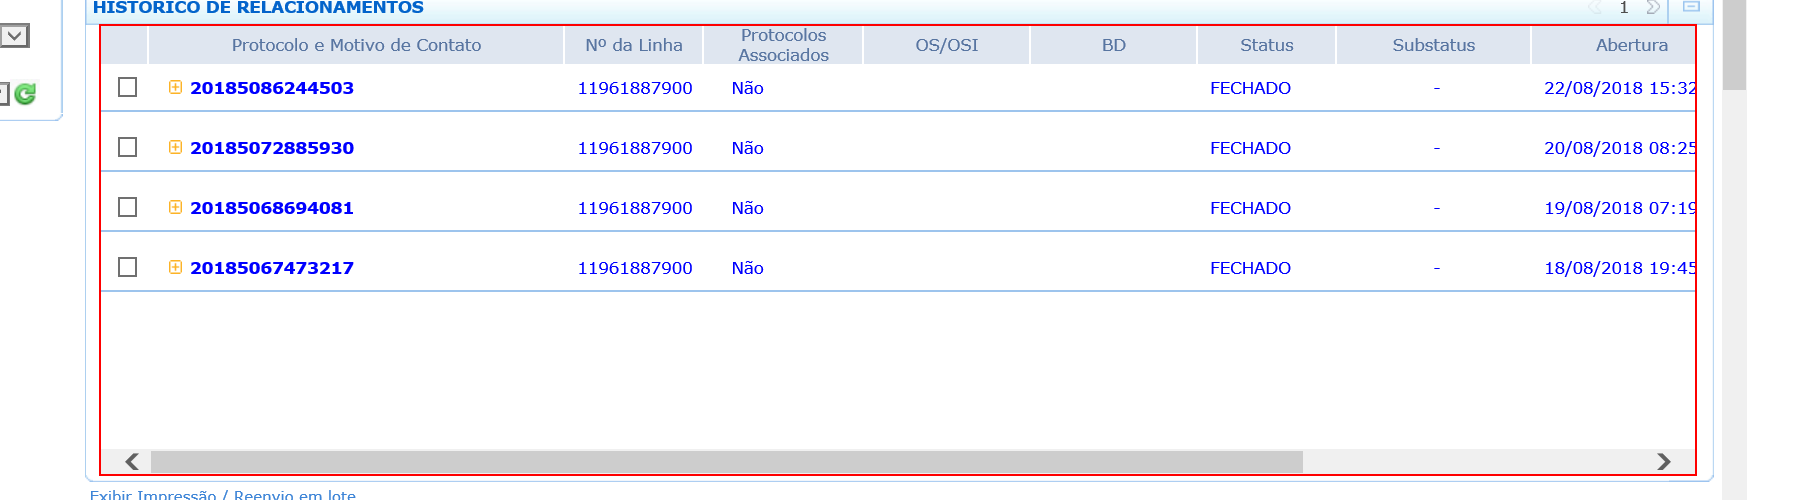 HISTÓRICO DE RELACIONAMENTOS 1
Protocolo e Motivo de Contato Nº da Linha Protocolos Associados OS/OSI BD Status Substatus Abertura
20185086244503 11961887900 Não FECHADO - 22/08/2018 15:32
20185072885930 11961887900 Não FECHADO - 20/08/2018 08:25
20185068694081 11961887900 Não FECHADO - 19/08/2018 07:19
20185067473217 11961887900 Não FECHADO - 18/08/2018 19:45
Exibir Impressão / Reenvio em lote